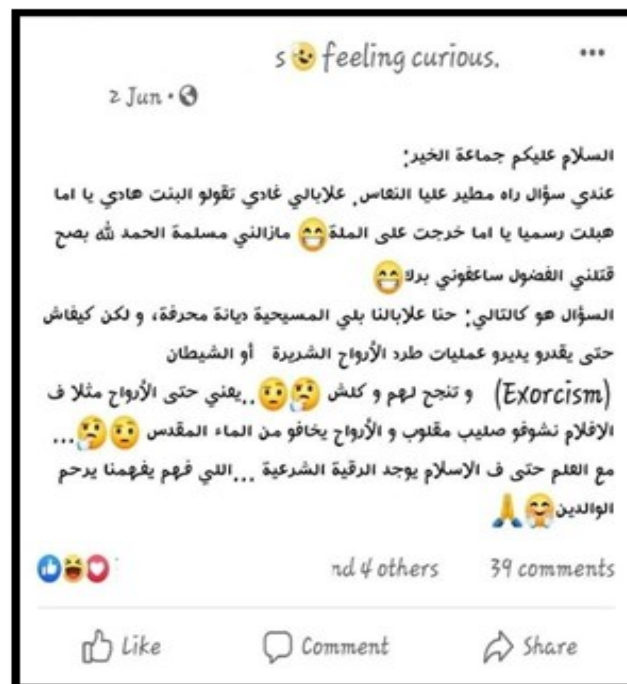 s😉 feeling curious.
2 Jun •
السلام عليكم جماعة الخير:
عندي سؤال راه مطير عليا النعاس. علابالي غادي تقولو البنت هادي يا اما
هبلت رسميا يا اما خرجت على الملة😁 مازالني مسلمة الحمد لله بصح
قتلني الفضول ساعفوني برك😁
السؤال هو كالتالي: حنا علابالنا بلي المسيحية ديانة محرفة، و لكن كيفاش
حتى يقدرو يديرو عمليات طرد الأرواح الشريرة أو الشيطان
(Exorcism) و تنجح لهم و كلش 🤔🤨..يعني حتى الأرواح مثلا ف
الافلام نشوفو صليب مقلوب و الأرواح يخافو من الماء المقدس 🤨🤔...
مع العلم حتى ف الاسلام يوجد الرقية الشرعية ...اللي فهم يفهمنا يرحم
الوالدين🤗🙏
nd 4 others 39 comments
Like Comment Share